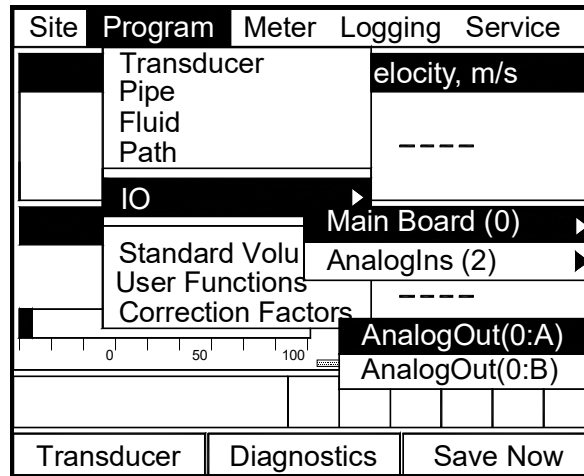 Site Program Meter Logging Service
Transducer
elocity, m/s
Pipe
Fluid
Path
----
IO
Main Board (0)
Standard Volu
AnalogIns (2)
User Functions
----
Correction Factors
AnalogOut(0:A)
0 50 100
AnalogOut(0:B)
Transducer Diagnostics Save Now